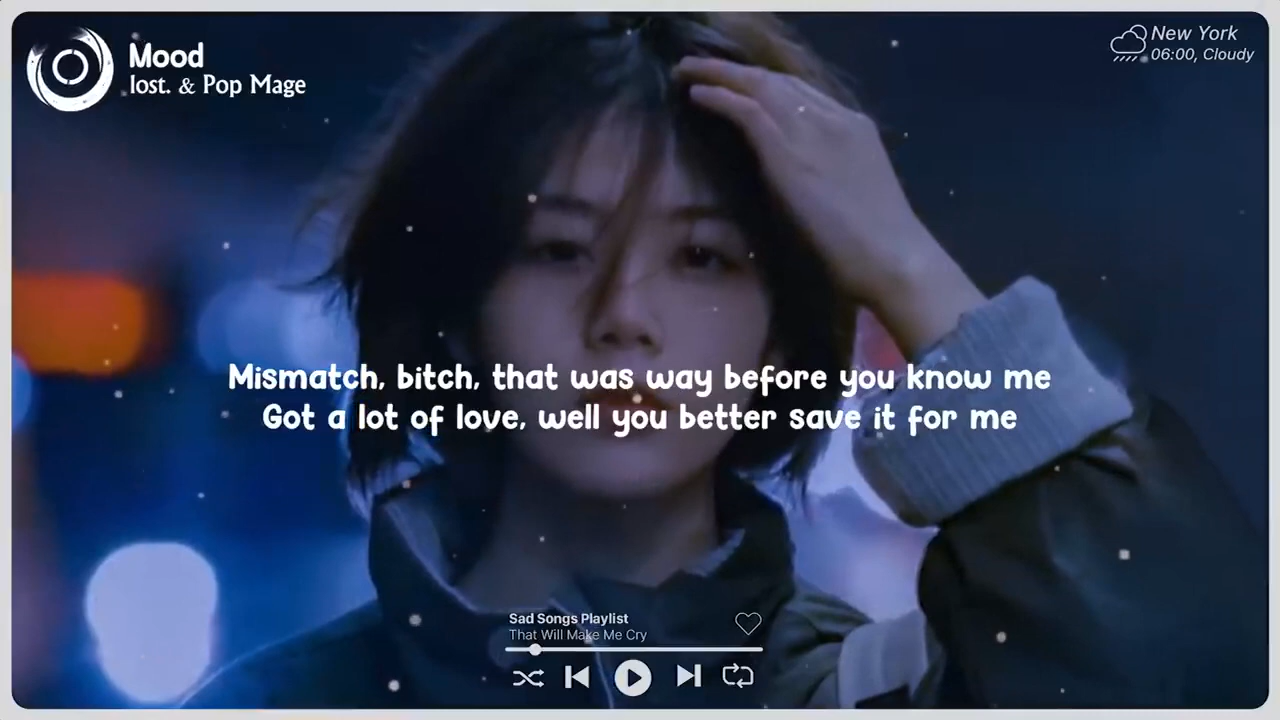 Mood
lost. & Pop Mage
New York
06:00, Cloudy
Mismatch, bitch, that was way before you know me
Got a lot of love, well you better save it for me
Sad Songs Playlist
That Will Make Me Cry